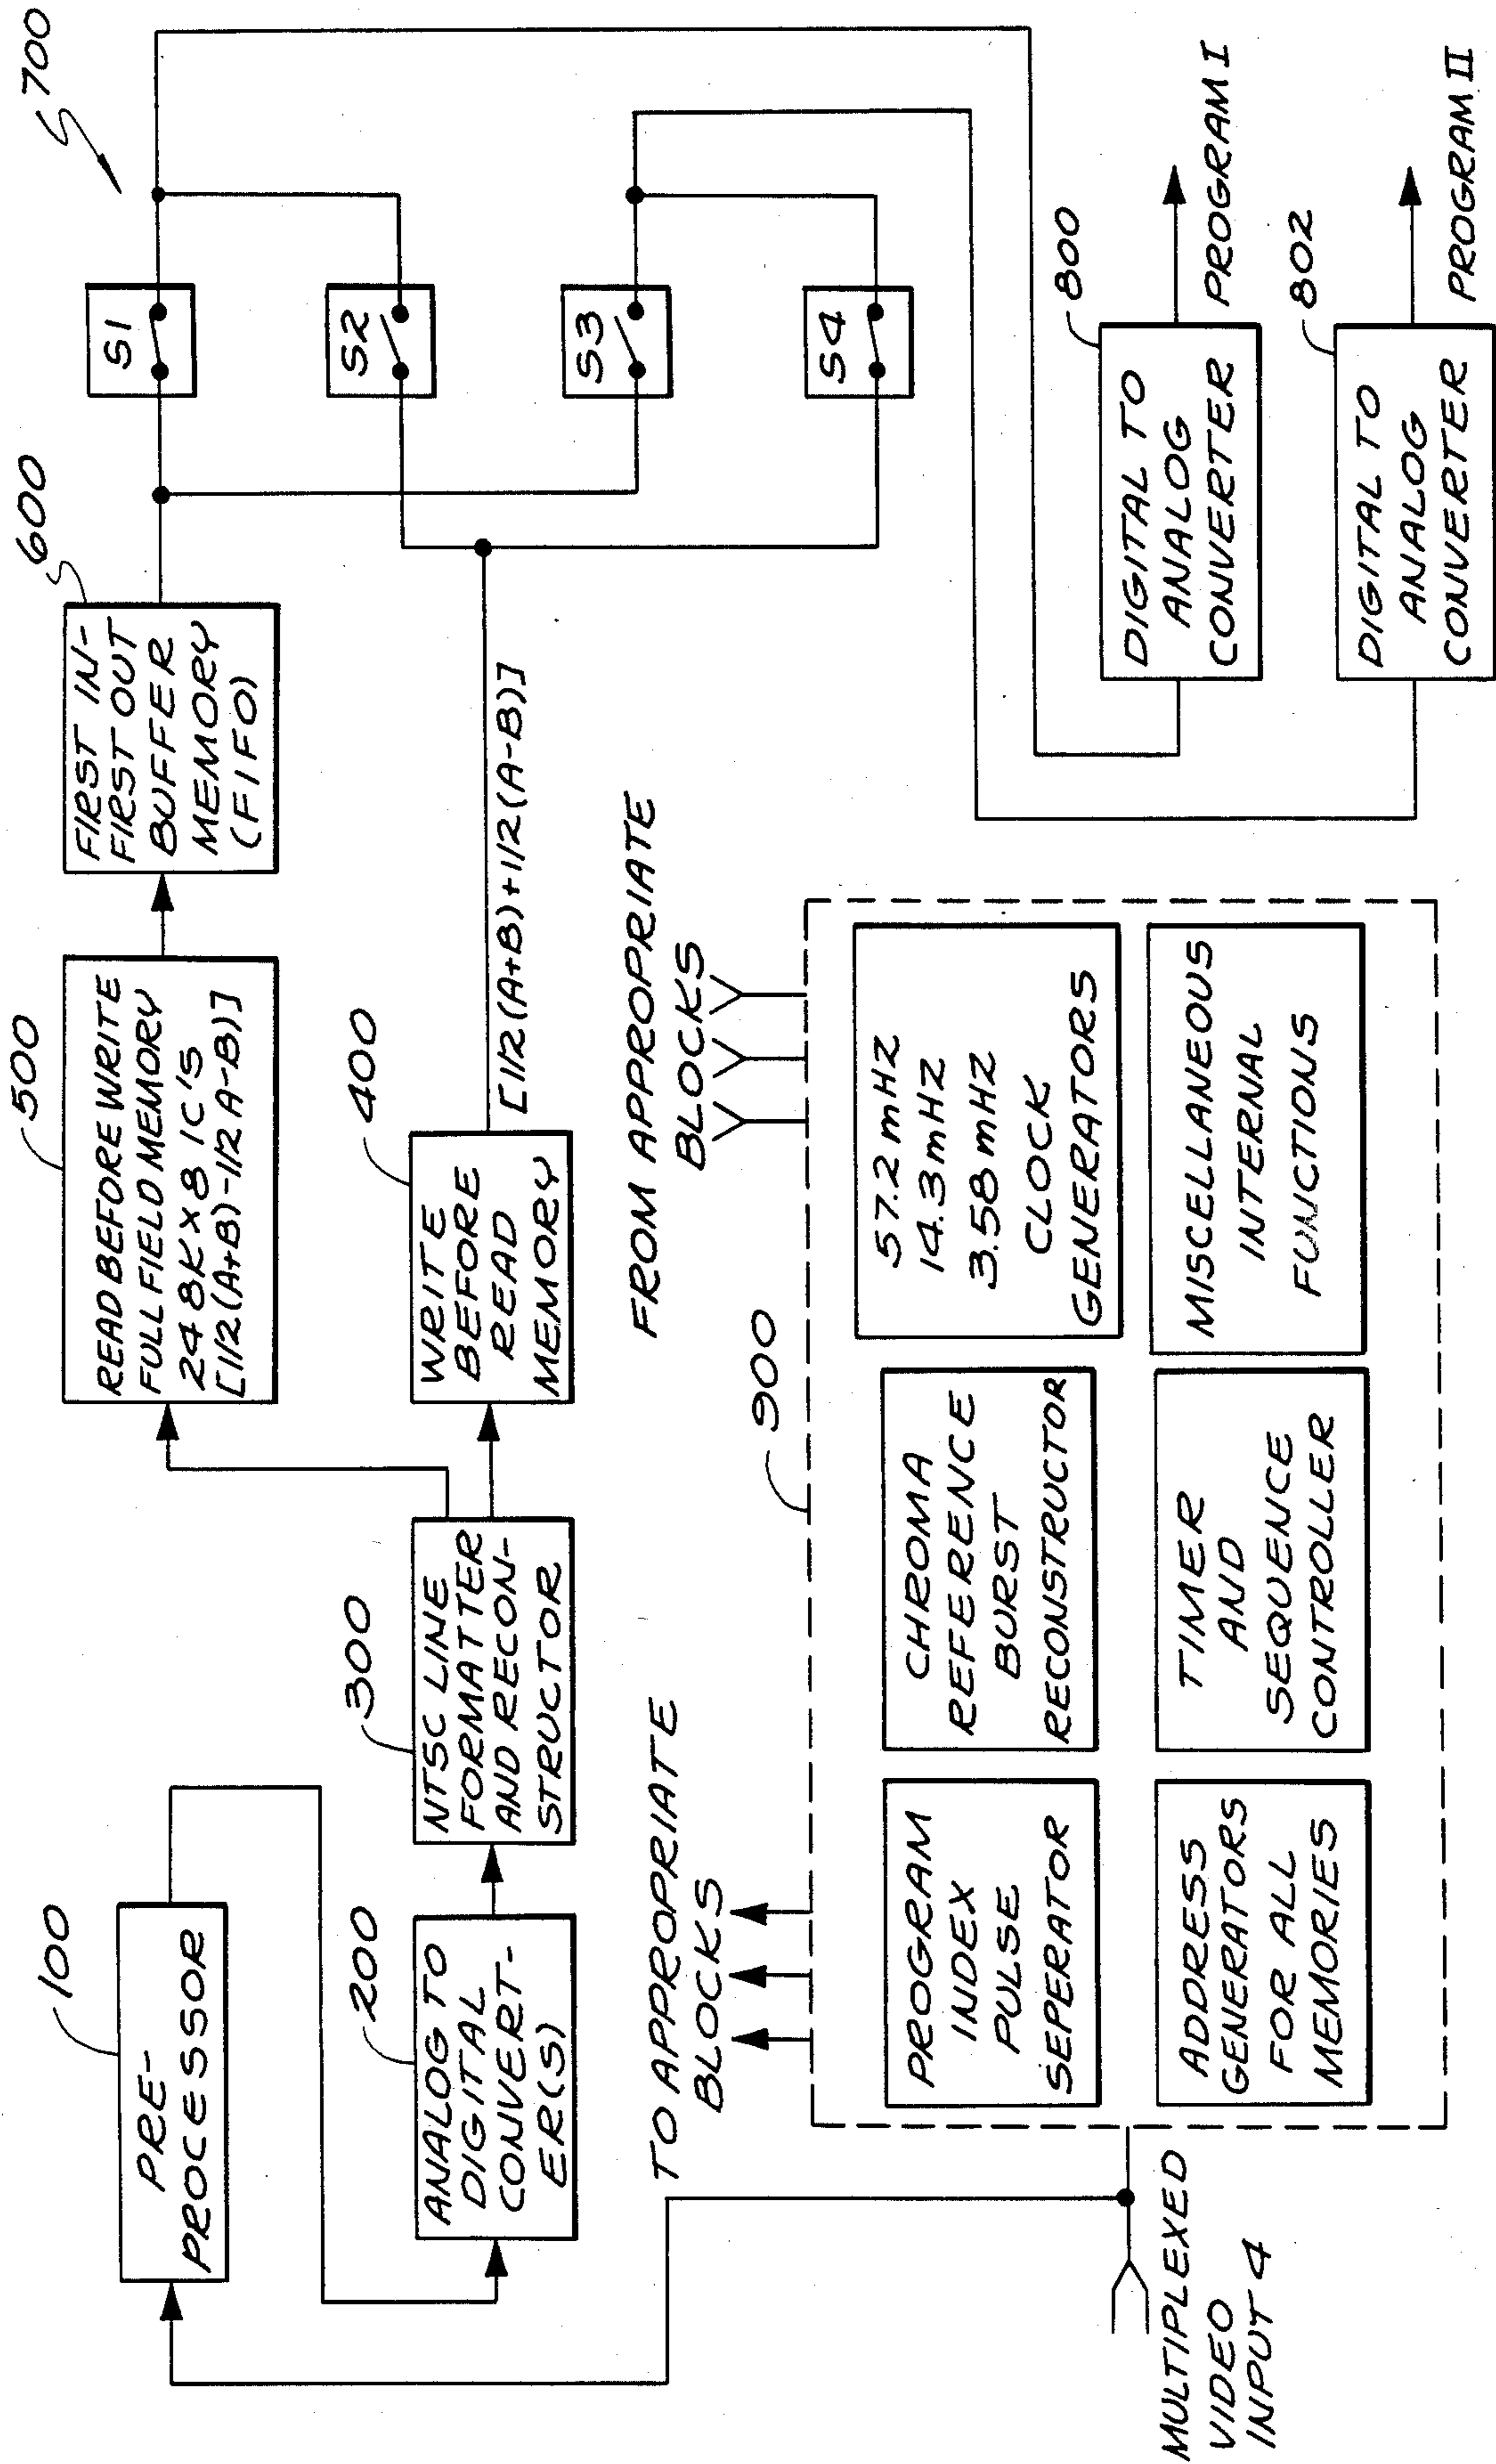 100
PRE-
PROCESSOR
200
ANALOG TO
DIGITAL
CONVERT-
ER(S)
300
NTSC LINE
FORMATTER
AND RECON-
STRUCTOR
500
READ BEFORE WRITE
FULL FIELD MEMORY
24 8K X 8 IC'S
[1/2(A+B)-1/2 A-B)]
400
WRITE
BEFORE
READ
MEMORY
[1/2(A+B)+1/2(A-B)]
600
FIRST IN-
FIRST OUT
BUFFER
MEMORY
(FIFO)
700
S1
S2
S3
S4
800
DIGITAL TO
ANALOG
CONVERTER
PROGRAM I
802
DIGITAL TO
ANALOG
CONVERTER
PROGRAM II
TO APPROPRIATE
BLOCKS
FROM APPROPRIATE
BLOCKS
900
PROGRAM
INDEX
PULSE
SEPERATOR
CHROMA
REFERENCE
BURST
RECONSTRUCTOR
57.2 mHZ
14.3 mHZ
3.58 mHZ
CLOCK
GENERATORS
ADDRESS
GENERATORS
FOR ALL
MEMORIES
TIMER
AND
SEQUENCE
CONTROLLER
MISCELLANEOUS
INTERNAL
FUNCTIONS
MULTIPLEXED
VIDEO
INPUT 4